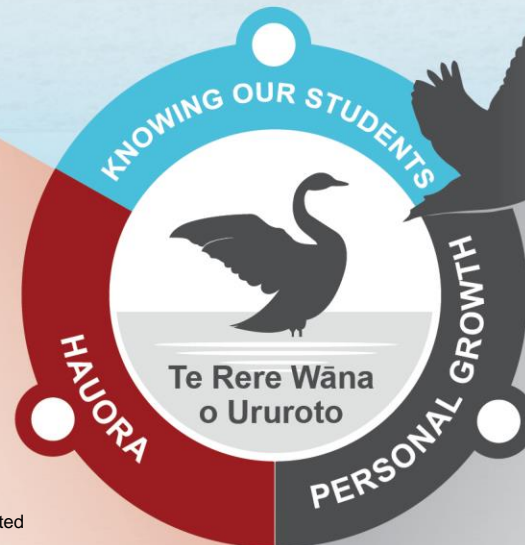 KNOWING OUR STUDENTS
HAUORA
PERSONAL GROWTH
Te Rere Wāna
o Ururoto